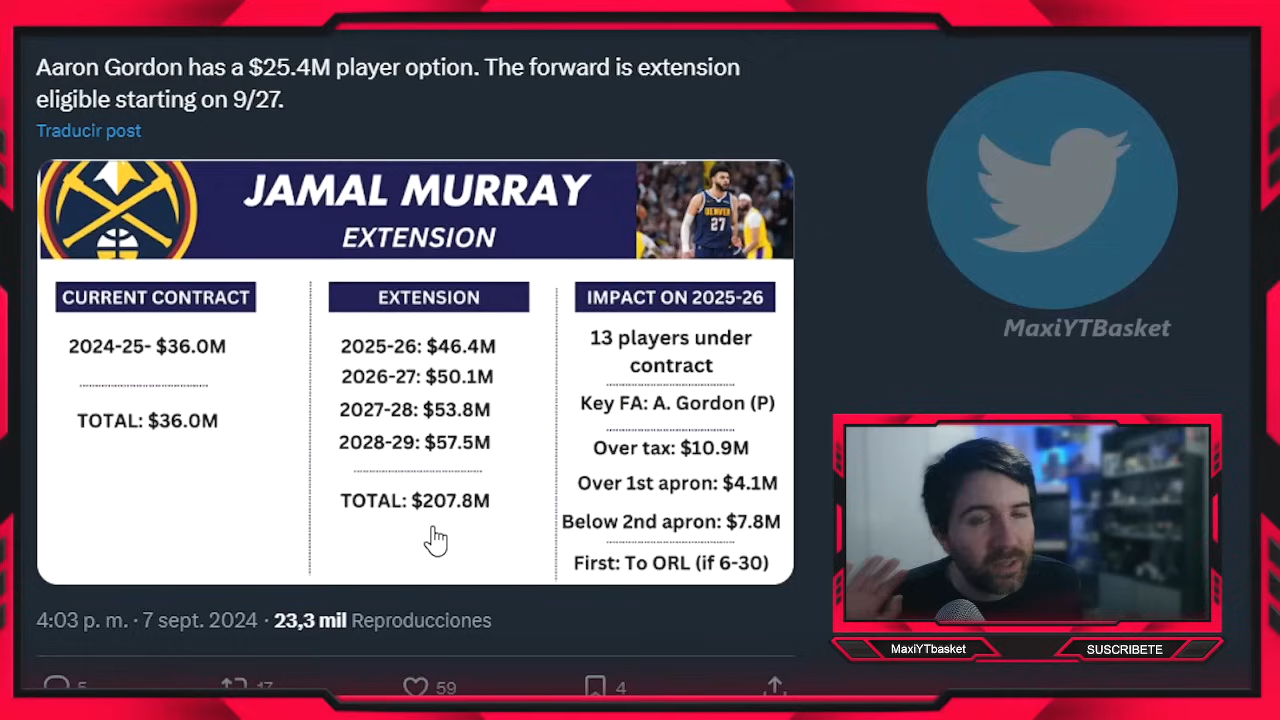 Aaron Gordon has a $25.4M player option. The forward is extension
eligible starting on 9/27.
Traducir post
JAMAL MURRAY
EXTENSION
DENVER
27
CURRENT CONTRACT
2024-25- $36.0M
TOTAL: $36.0M
EXTENSION
2025-26: $46.4M
2026-27: $50.1M
2027-28: $53.8M
2028-29: $57.5M
TOTAL: $207.8M
IMPACT ON 2025-26
13 players under
contract
Key FA: A. Gordon (P)
Over tax: $10.9M
Over 1st apron: $4.1M
Below 2nd apron: $7.8M
First: To ORL (if 6-30)
4:03 p. m. · 7 sept. 2024 · 23,3 mil Reproducciones
5 17 59 4
MaxiYTBasket
MaxiYTbasket
SUSCRIBETE